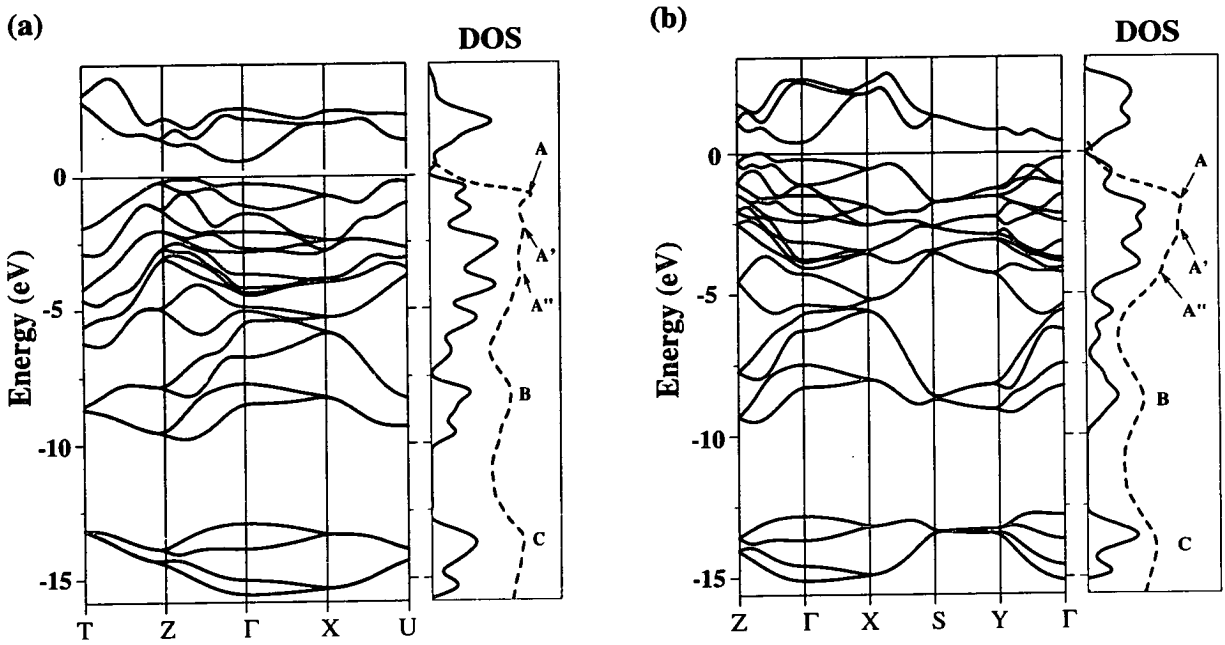 (a)
DOS
Energy (eV)
0
-5
-10
-15
T Z Γ X U
A
A'
A"
B
C
(b)
DOS
Energy (eV)
0
-5
-10
-15
Z Γ X S Y Γ
A
A'
A"
B
C